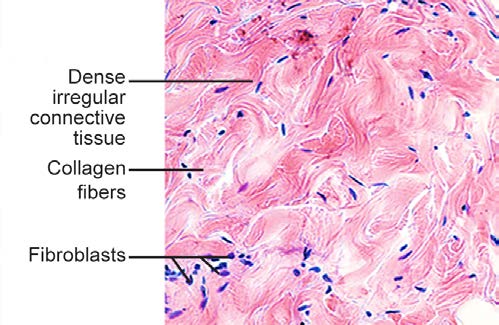 Dense
irregular
connective
tissue
Collagen
fibers
Fibroblasts